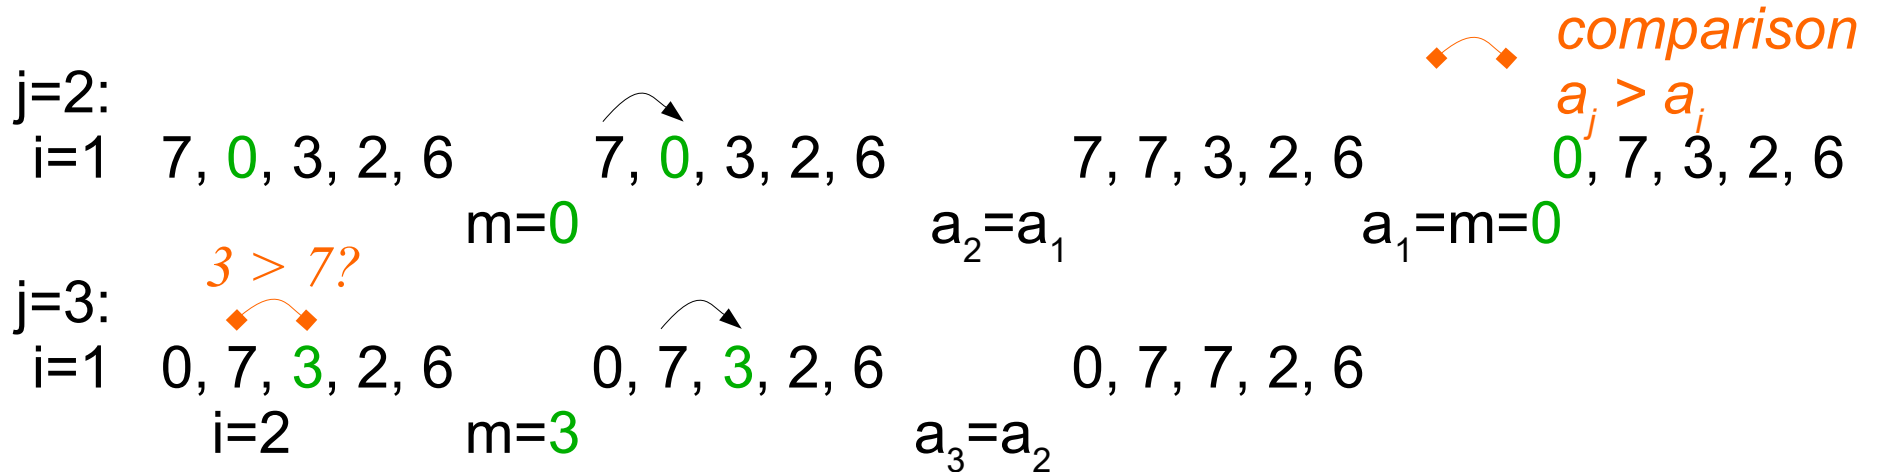 comparison
a_j > a_i
j=2:
i=1 7, 0, 3, 2, 6 7, 0, 3, 2, 6 7, 7, 3, 2, 6 0, 7, 3, 2, 6
m=0 a_2=a_1 a_1=m=0
3 > 7?
j=3:
i=1 0, 7, 3, 2, 6 0, 7, 3, 2, 6 0, 7, 7, 2, 6
i=2 m=3 a_3=a_2